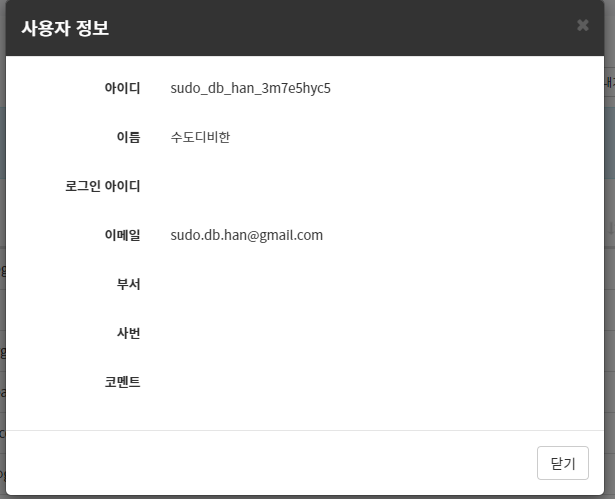 사용자 정보
×
아이디 sudo_db_han_3m7e5hyc5
이름 수도디비한
로그인 아이디
이메일 sudo.db.han@gmail.com
부서
사번
코멘트
닫기